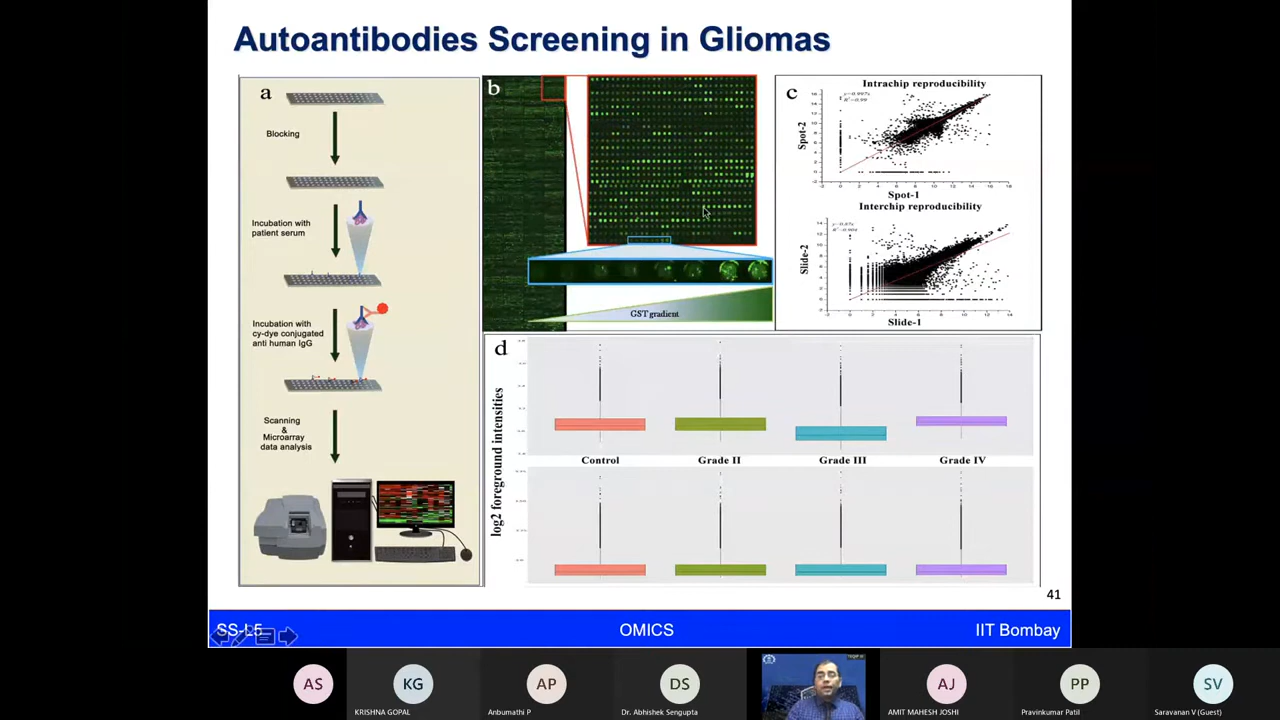 Autoantibodies Screening in Gliomas
a
Blocking
Incubation with
patient serum
Incubation with
cy-dye conjugated
anti human IgG
Scanning
&
Microarray
data analysis
b
GST gradient
c
Intrachip reproducibility
Spot-2
Spot-1
Interchip reproducibility
Slide-2
Slide-1
d
log2 foreground intensities
Control
Grade II
Grade III
Grade IV
41
SS-L5
OMICS
IIT Bombay
AS
KG
KRISHNA GOPAL
AP
Anbumathi P
DS
Dr. Abhishek Sengupta
AJ
AMIT MAHESH JOSHI
PP
Pravinkumar Patil
SV
Saravanan V (Guest)